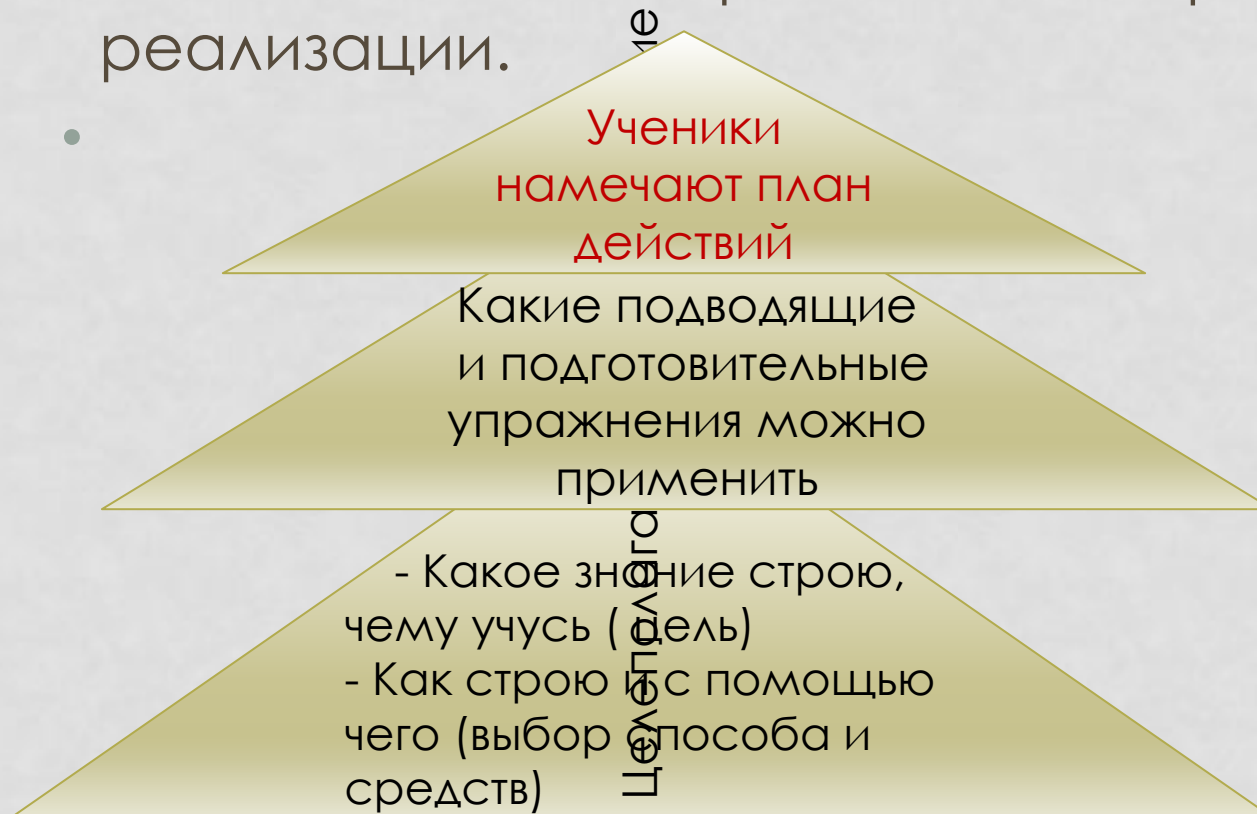 реализации.
Ученики
намечают план
действий
Какие подводящие
и подготовительные
упражнения можно
применить
- Какое знание строю,
чему учусь ( цель)
- Как строю и с помощью
чего (выбор способа и
средств)